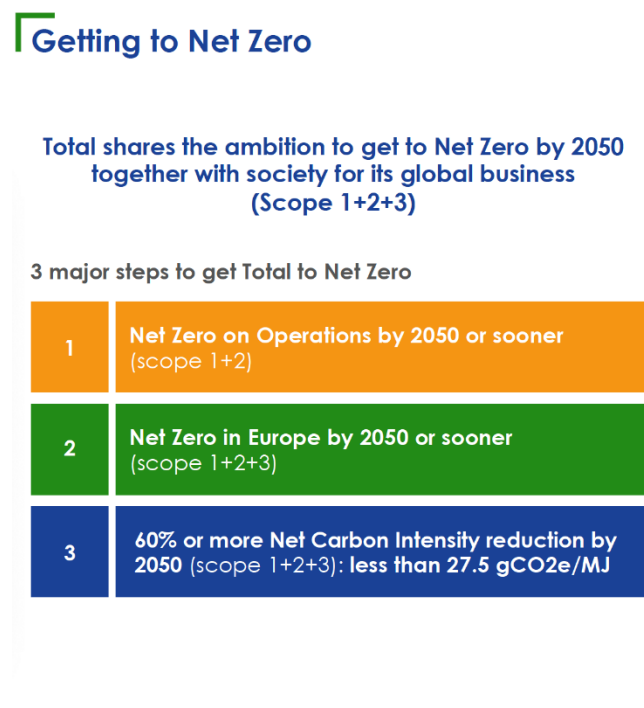 Getting to Net Zero
Total shares the ambition to get to Net Zero by 2050
together with society for its global business
(Scope 1+2+3)
3 major steps to get Total to Net Zero
1
Net Zero on Operations by 2050 or sooner
(scope 1+2)
2
Net Zero in Europe by 2050 or sooner
(scope 1+2+3)
3
60% or more Net Carbon Intensity reduction by
2050 (scope 1+2+3): less than 27.5 gCO2e/MJ